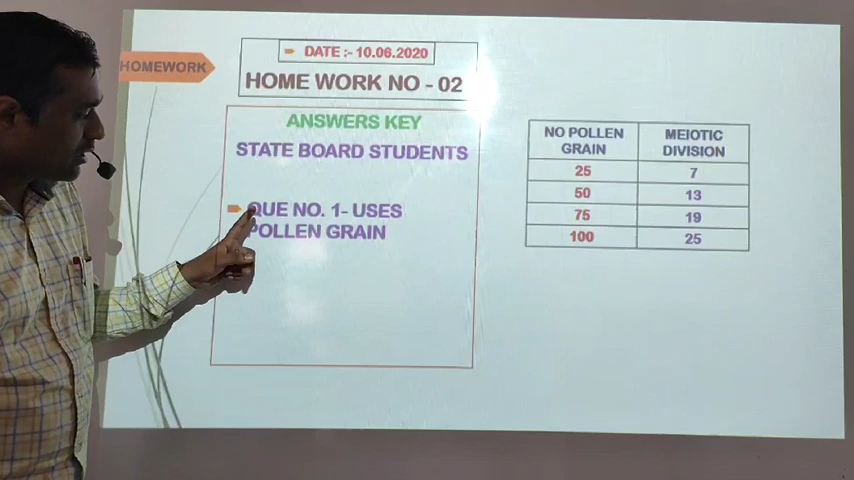 HOMEWORK
DATE :- 10.06.2020
HOME WORK NO - 02
ANSWERS KEY
STATE BOARD STUDENTS
QUE NO. 1- USES
POLLEN GRAIN
NO POLLEN GRAIN MEIOTIC DIVISION
25 7
50 13
75 19
100 25